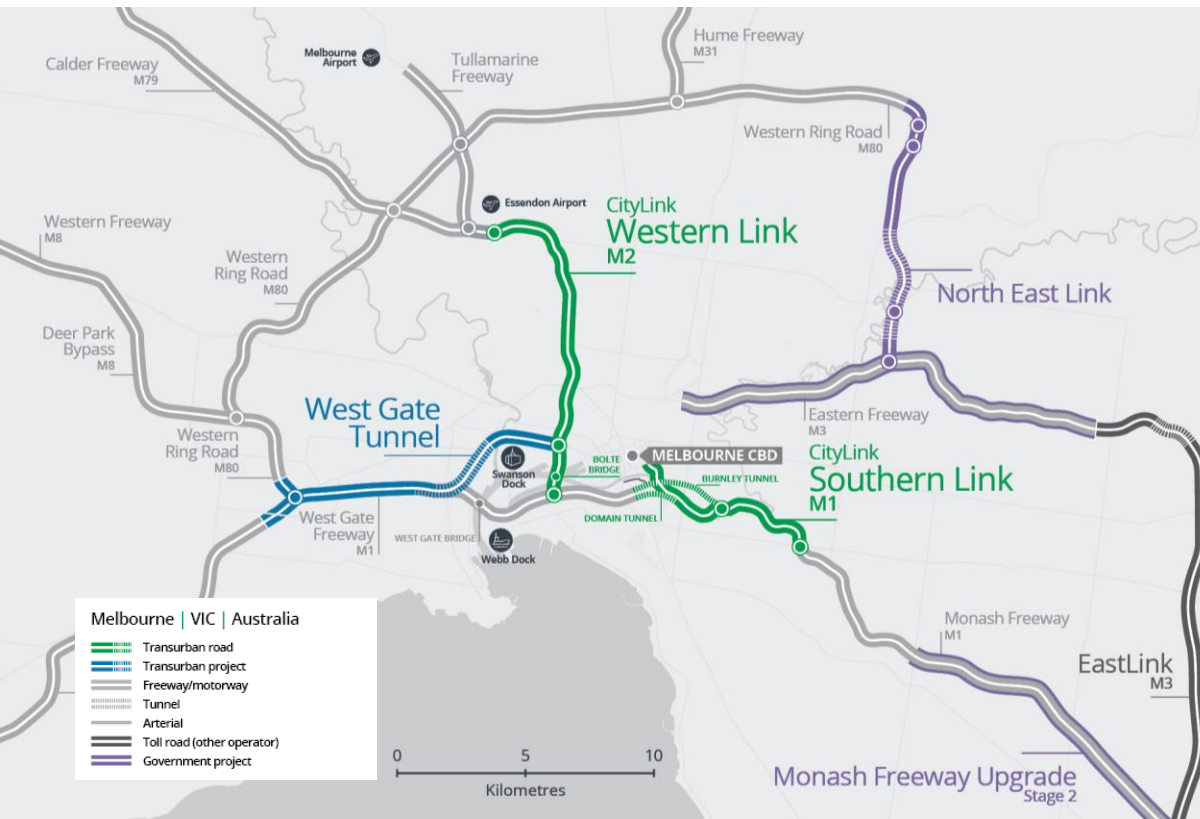 Hume Freeway
M31
Melbourne
Airport
Tullamarine
Freeway
Calder Freeway
M79
Western Ring Road
M80
Essendon Airport
CityLink
Western Link
M2
Western Freeway
M8
Western
Ring Road
M80
North East Link
Deer Park
Bypass
M8
West Gate
Tunnel
Eastern Freeway
M3
Western
Ring Road
M80
CityLink
Southern Link
M1
MELBOURNE CBD
BOLTE
BRIDGE
Swanson
Dock
BURNLEY TUNNEL
DOMAIN TUNNEL
West Gate
Freeway
M1
WEST GATE BRIDGE
Webb Dock
Melbourne | VIC | Australia
Transurban road
Transurban project
Freeway/motorway
Tunnel
Arterial
Toll road (other operator)
Government project
Monash Freeway
M1
EastLink
M3
0 5 10
Kilometres
Monash Freeway Upgrade
Stage 2